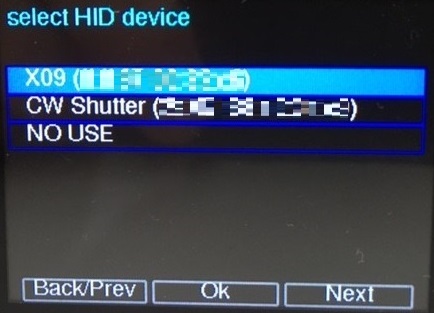 select HID device
X09 (
CW Shutter (            )
NO USE
Back/Prev Ok Next